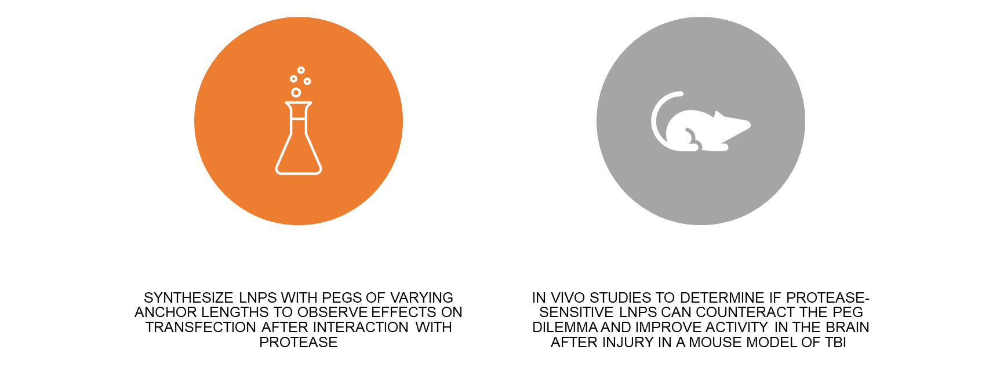 SYNTHESIZE LNPS WITH PEGS OF VARYING
ANCHOR LENGTHS TO OBSERVE EFFECTS ON
TRANSFECTION AFTER INTERACTION WITH
PROTEASE
IN VIVO STUDIES TO DETERMINE IF PROTEASE-
SENSITIVE LNPS CAN COUNTERACT THE PEG
DILEMMA AND IMPROVE ACTIVITY IN THE BRAIN
AFTER INJURY IN A MOUSE MODEL OF TBI